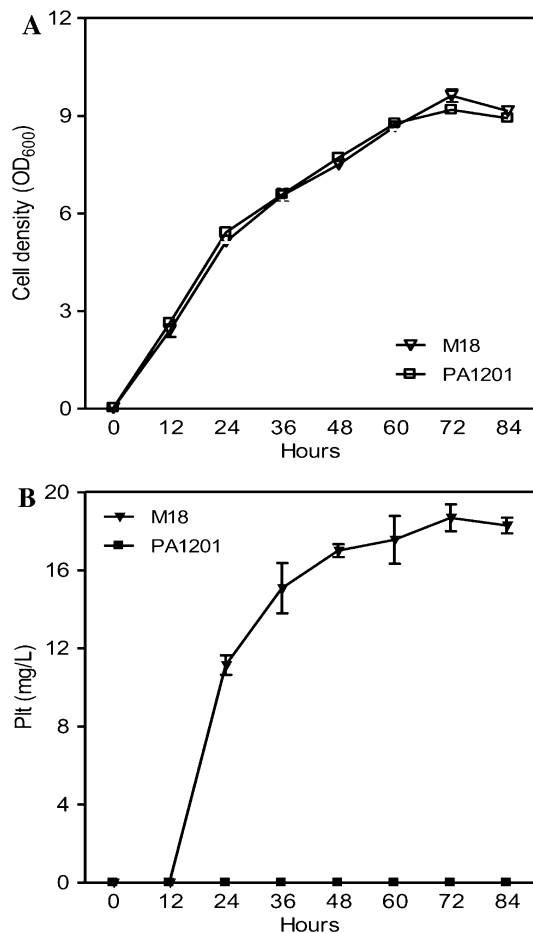 A
12
9
6
3
0
Cell density (OD600)
M18
PA1201
0 12 24 36 48 60 72 84
Hours
B
20
16
12
8
4
0
Plt (mg/L)
M18
PA1201
0 12 24 36 48 60 72 84
Hours